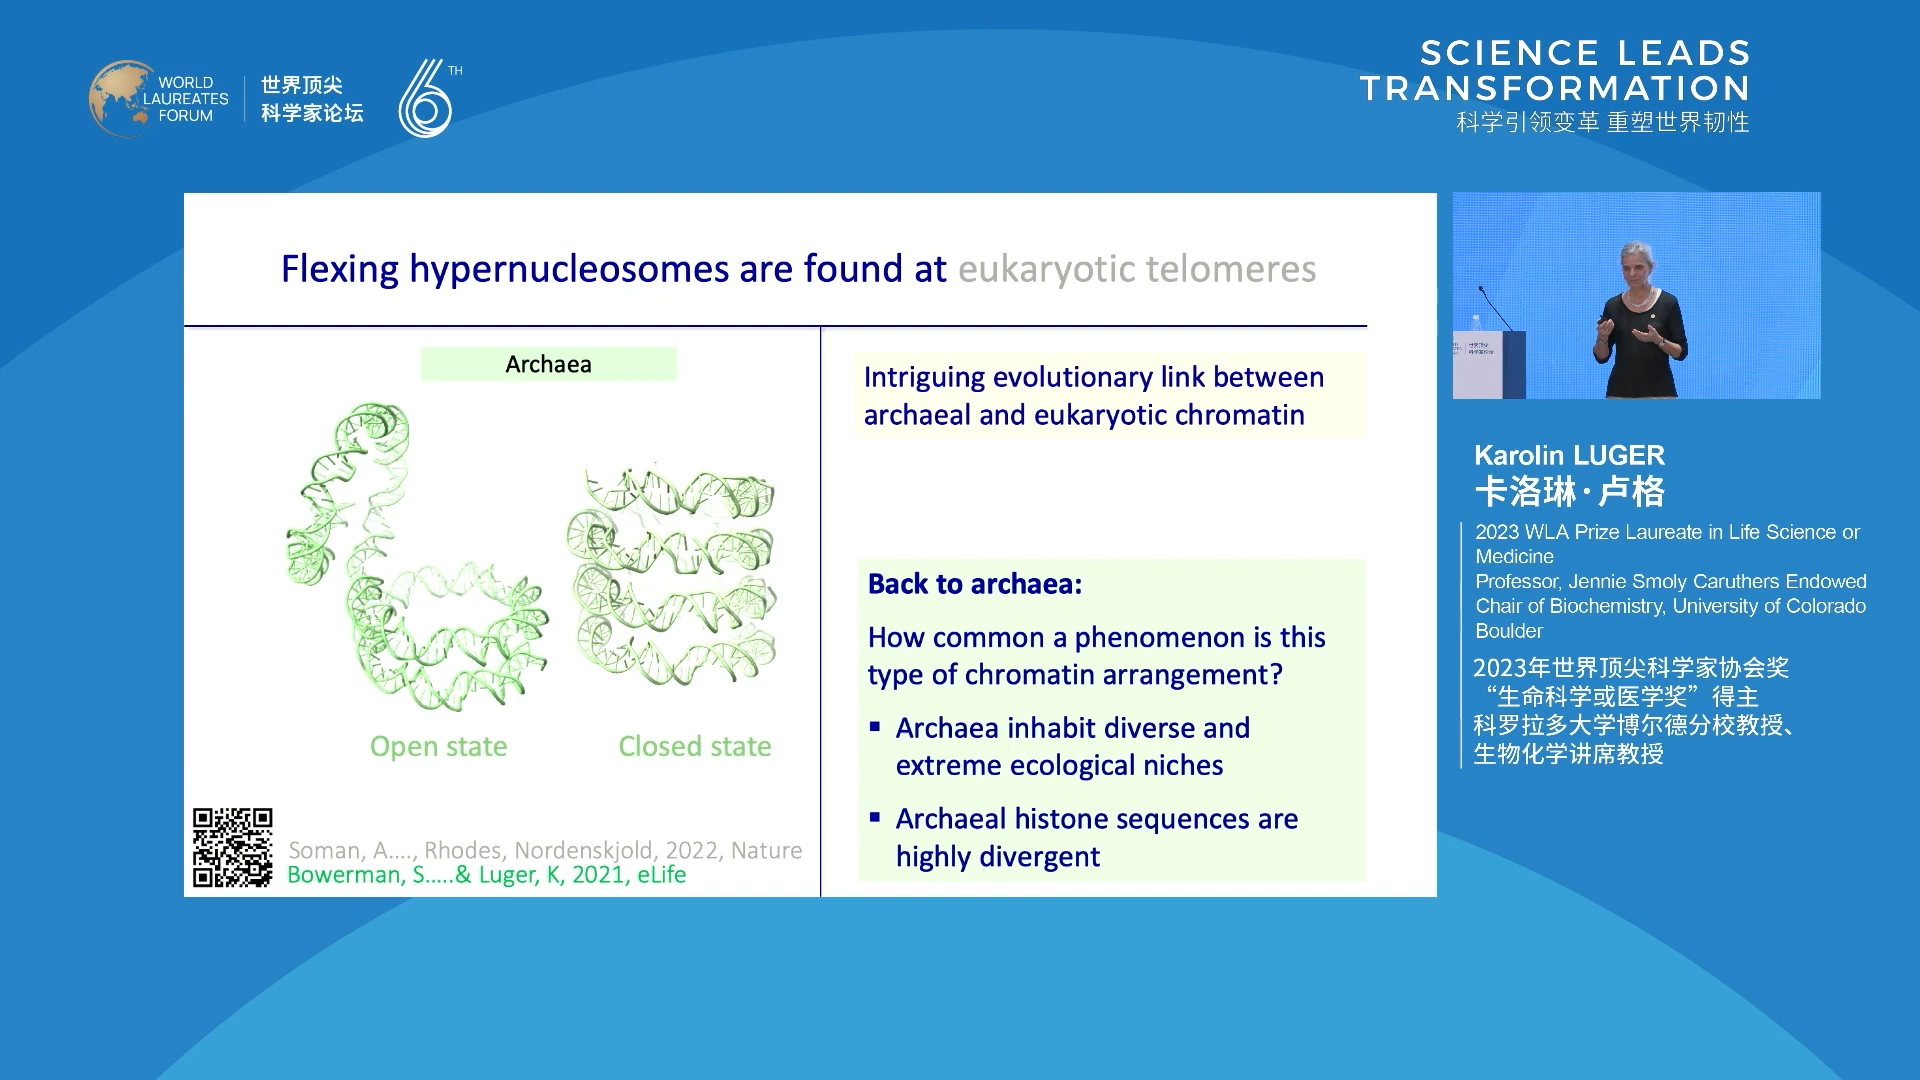 WORLD
LAUREATES
FORUM
世界顶尖
科学家论坛
6
TH
SCIENCE LEADS
TRANSFORMATION
科学引领变革 重塑世界韧性
Flexing hypernucleosomes are found at eukaryotic telomeres
Archaea
Open state
Closed state
Soman, A...., Rhodes, Nordenskjold, 2022, Nature
Bowerman, S.....& Luger, K, 2021, eLife
Intriguing evolutionary link between
archaeal and eukaryotic chromatin
Back to archaea:
How common a phenomenon is this
type of chromatin arrangement?
▪ Archaea inhabit diverse and
extreme ecological niches
▪ Archaeal histone sequences are
highly divergent
Karolin LUGER
卡洛琳·卢格
2023 WLA Prize Laureate in Life Science or
Medicine
Professor, Jennie Smoly Caruthers Endowed
Chair of Biochemistry, University of Colorado
Boulder
2023年世界顶尖科学家协会奖
“生命科学或医学奖”得主
科罗拉多大学博尔德分校教授、
生物化学讲席教授